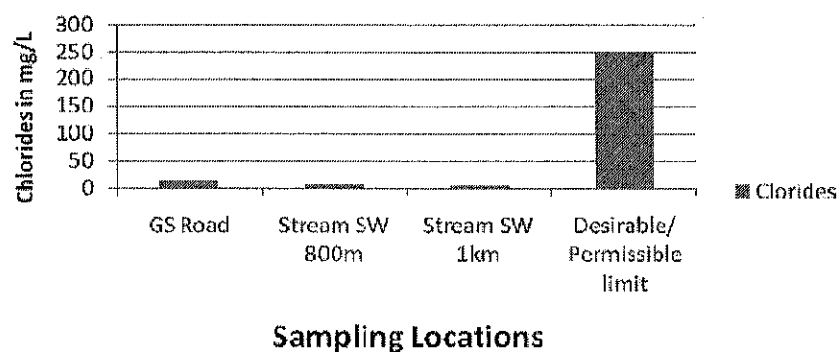 Chlorides in mg/L
300
250
200
150
100
50
0
GS Road
Stream SW
800m
Stream SW
1km
Desirable/
Permissible
limit
Clorides
Sampling Locations